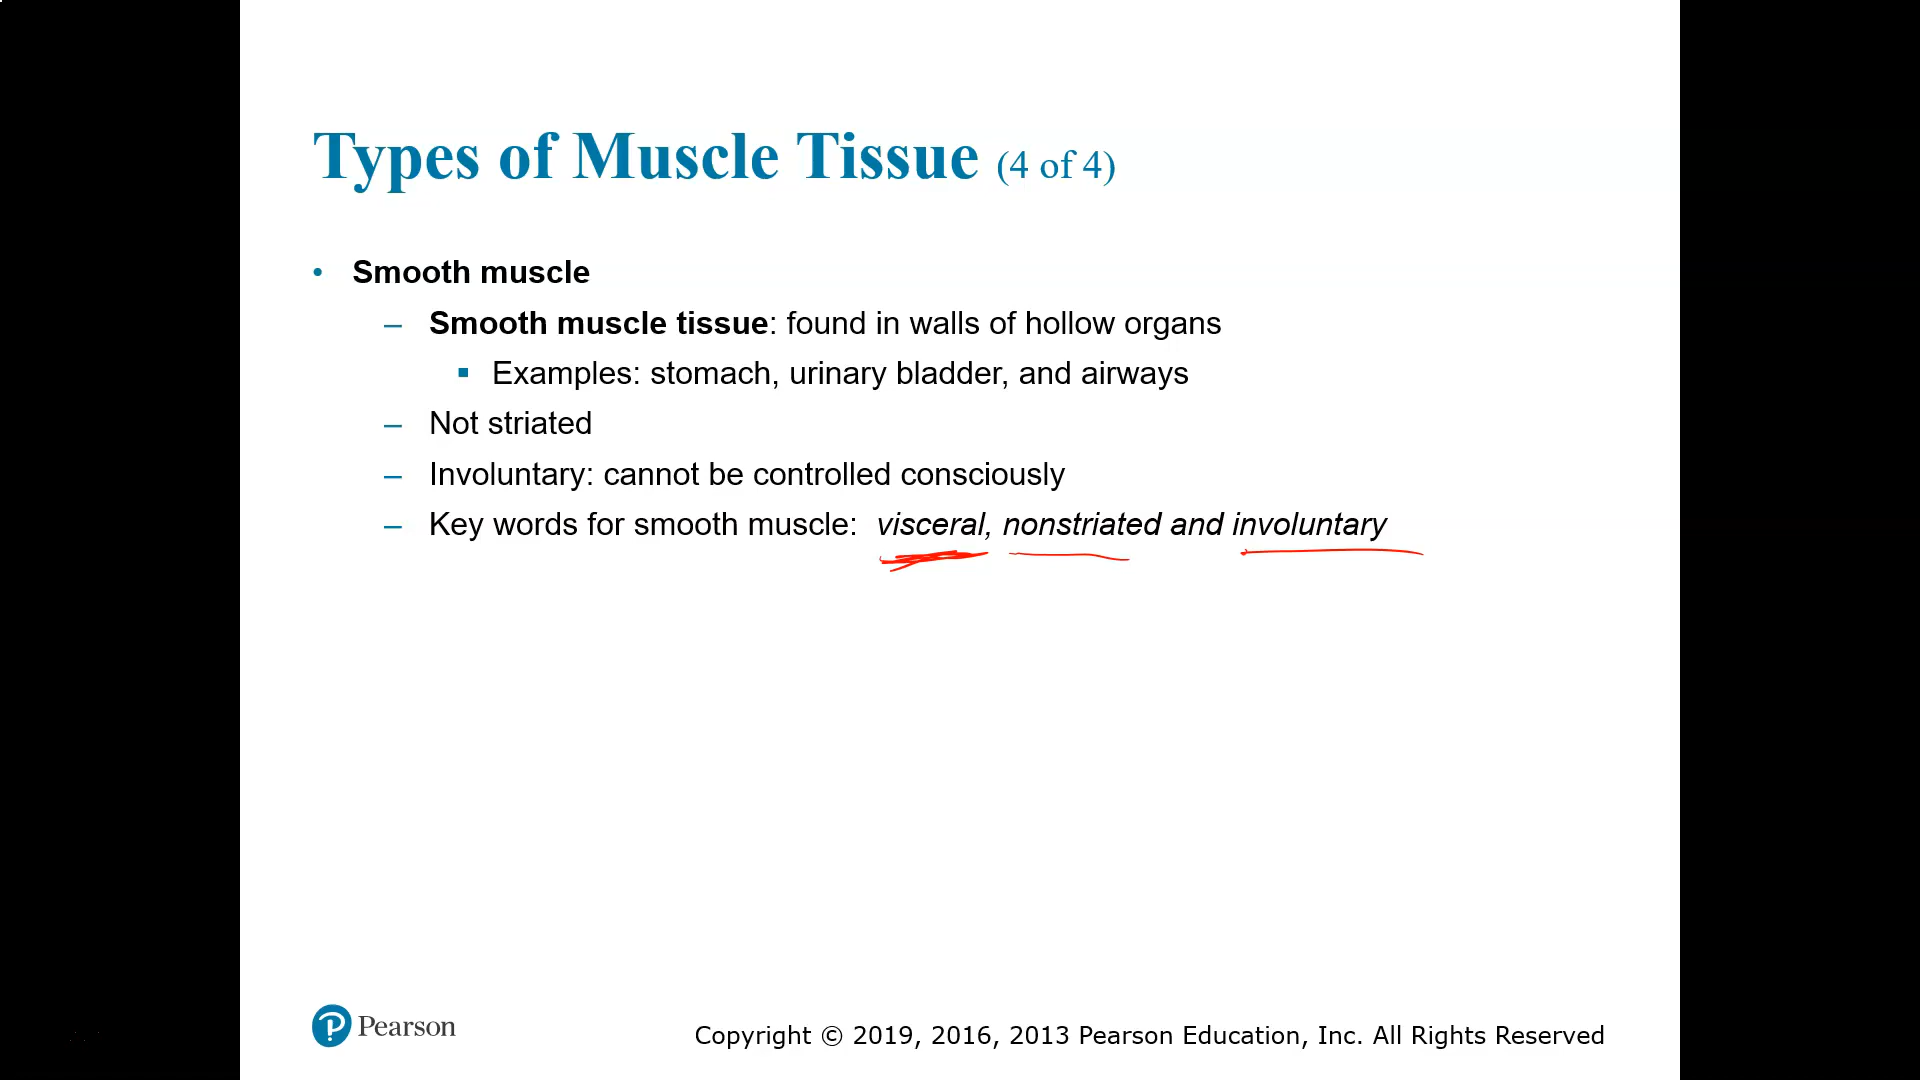 Types of Muscle Tissue (4 of 4)
• Smooth muscle
– Smooth muscle tissue: found in walls of hollow organs
▪ Examples: stomach, urinary bladder, and airways
– Not striated
– Involuntary: cannot be controlled consciously
– Key words for smooth muscle: visceral, nonstriated and involuntary
Pearson
Copyright © 2019, 2016, 2013 Pearson Education, Inc. All Rights Reserved